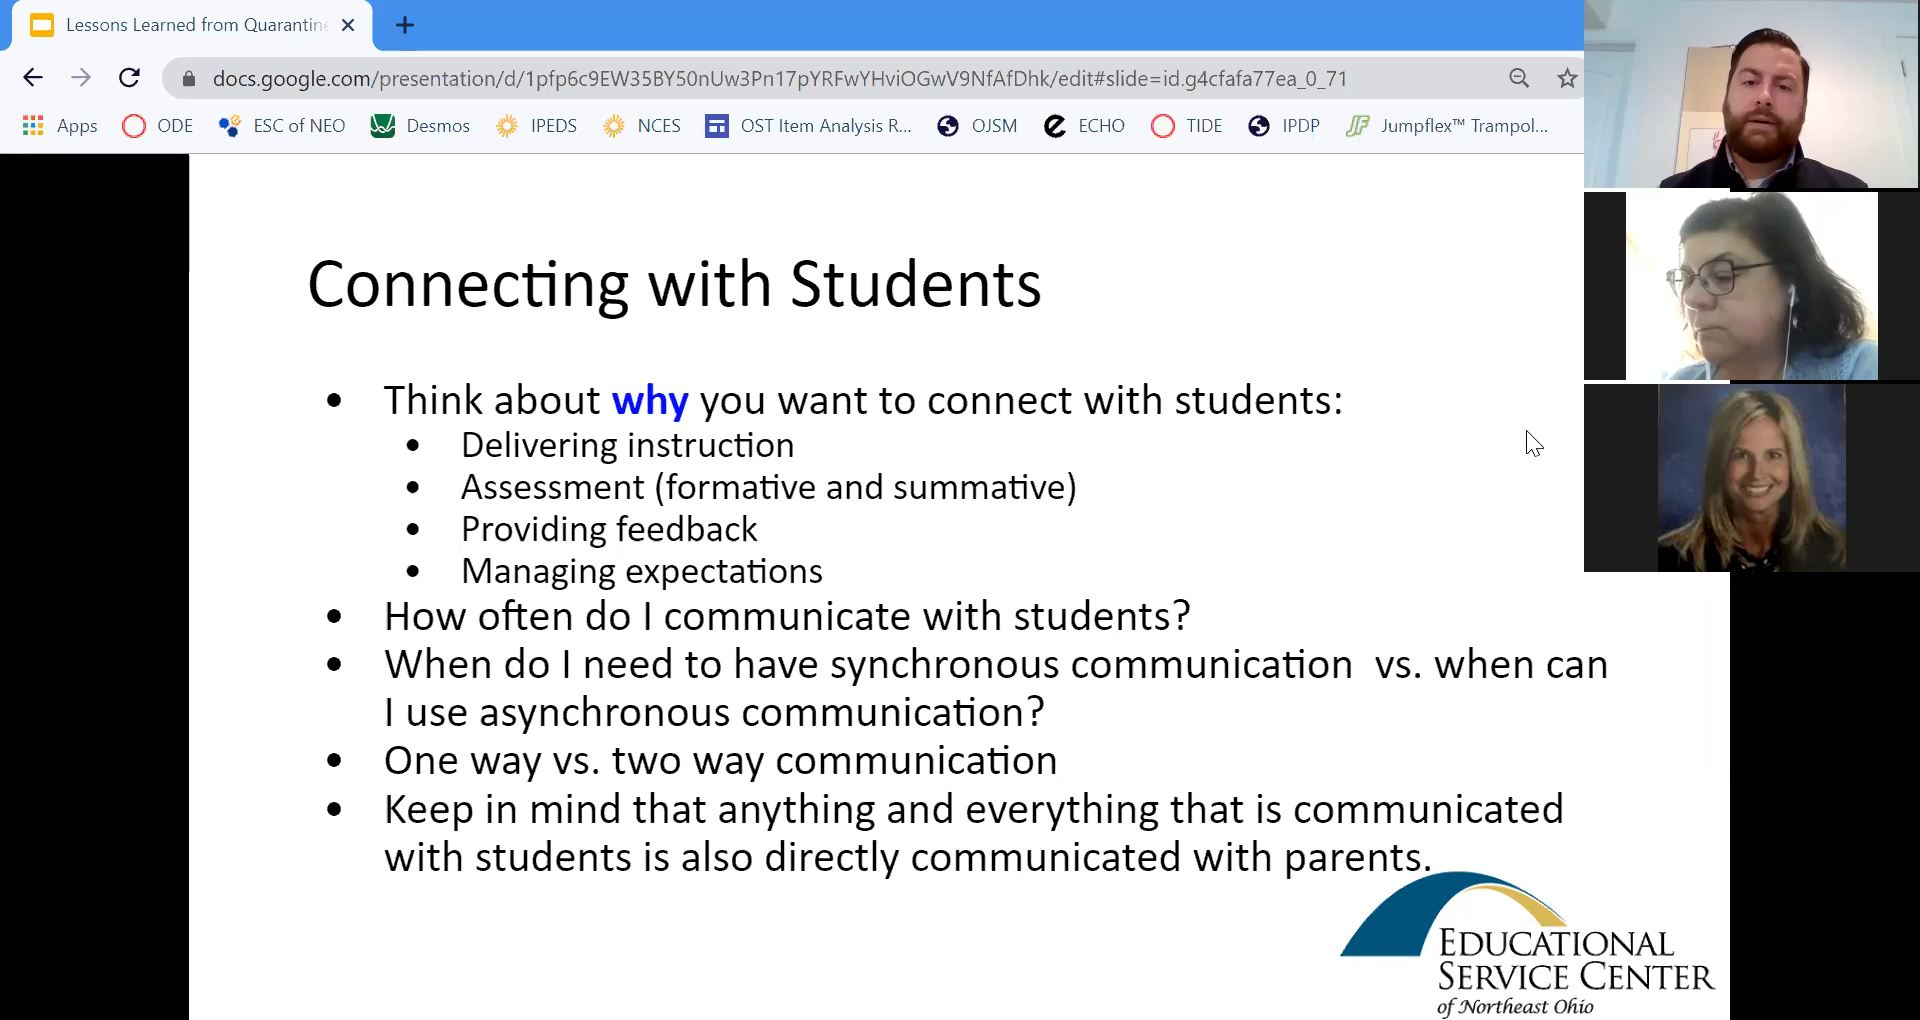 Lessons Learned from Quarantine
docs.google.com/presentation/d/1pfp6c9EW35BY50nUw3Pn17pYRFwYHviOGwV9NfAfDhk/edit#slide=id.g4cfafa77ea_0_71
Apps ODE ESC of NEO Desmos IPEDS NCES OST Item Analysis R... OJSM ECHO TIDE IPDP Jumpflex™ Trampol...
Connecting with Students
• Think about why you want to connect with students:
• Delivering instruction
• Assessment (formative and summative)
• Providing feedback
• Managing expectations
• How often do I communicate with students?
• When do I need to have synchronous communication vs. when can
I use asynchronous communication?
• One way vs. two way communication
• Keep in mind that anything and everything that is communicated
with students is also directly communicated with parents.
EDUCATIONAL
SERVICE CENTER
of Northeast Ohio